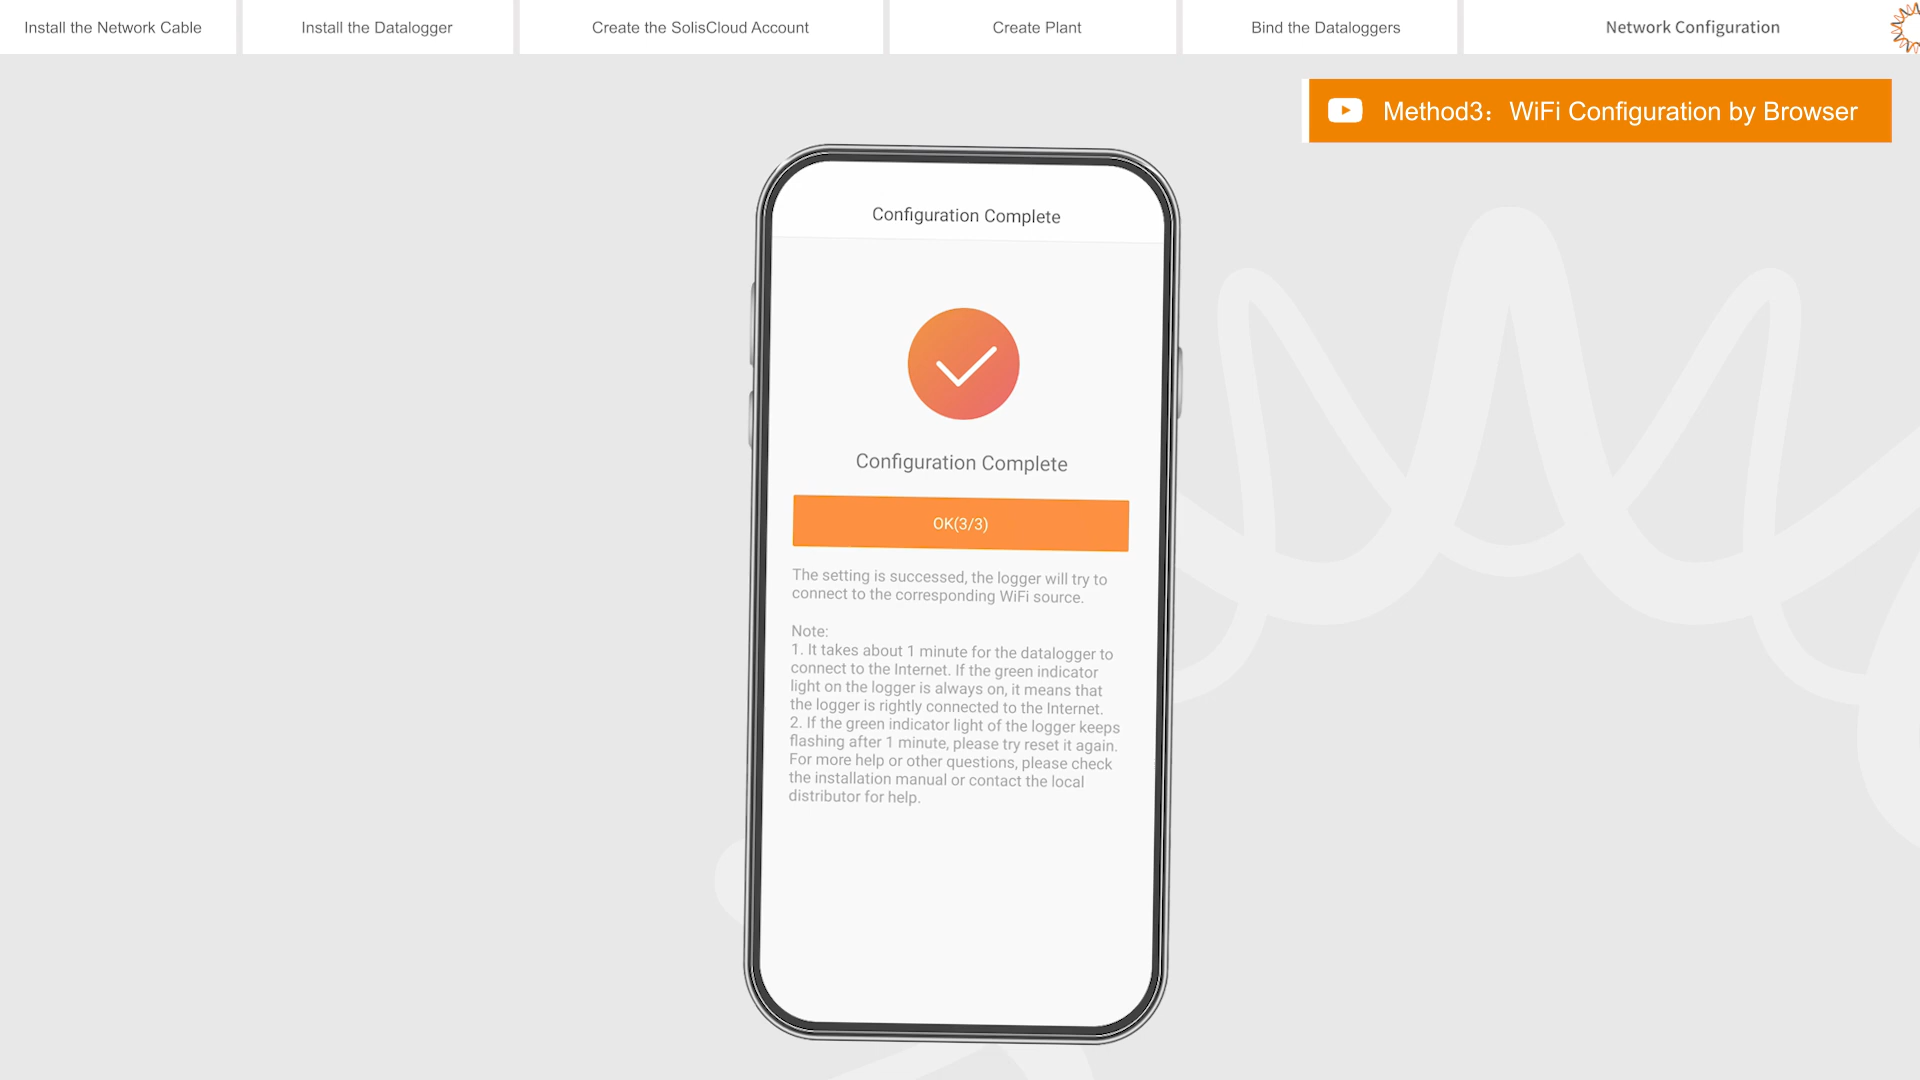 Install the Network Cable
Install the Datalogger
Create the SolisCloud Account
Create Plant
Bind the Dataloggers
Network Configuration
Method3：WiFi Configuration by Browser
Configuration Complete
Configuration Complete
OK(3/3)
The setting is successed, the logger will try to
connect to the corresponding WiFi source.
Note:
1. It takes about 1 minute for the datalogger to
connect to the Internet. If the green indicator
light on the logger is always on, it means that
the logger is rightly connected to the Internet.
2. If the green indicator light of the logger keeps
flashing after 1 minute, please try reset it again.
For more help or other questions, please check
the installation manual or contact the local
distributor for help.